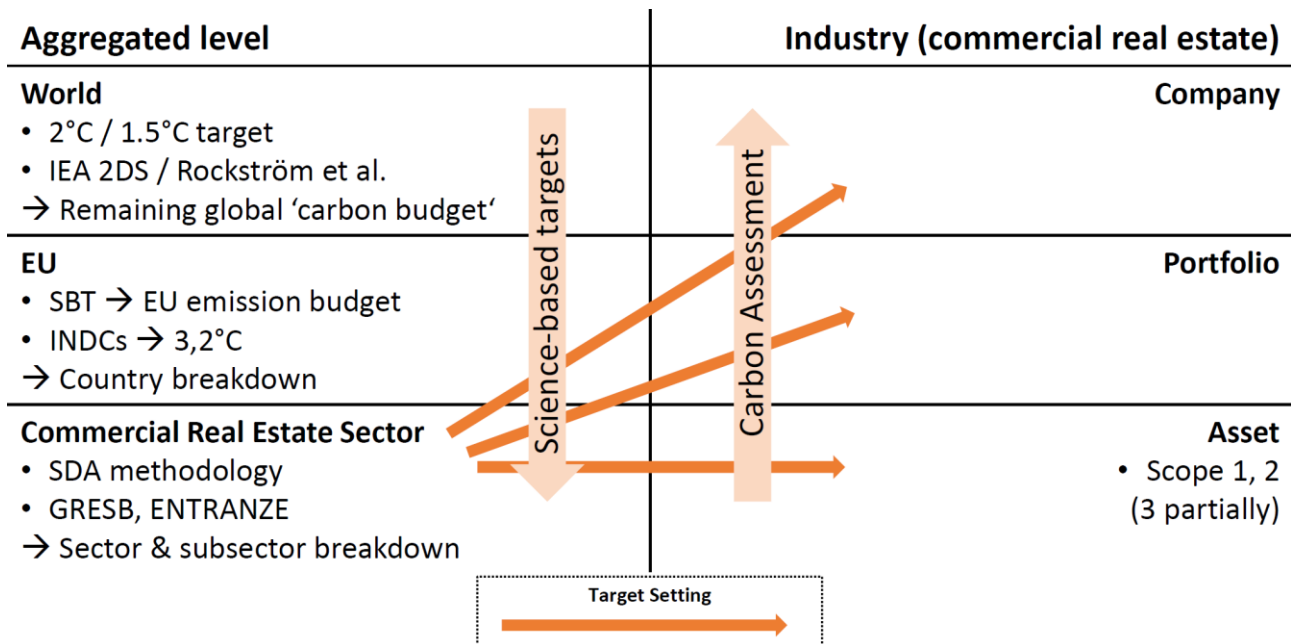 Aggregated level
Industry (commercial real estate)
World
• 2°C / 1.5°C target
• IEA 2DS / Rockström et al.
→ Remaining global ‘carbon budget‘
Company
EU
• SBT → EU emission budget
• INDCs → 3,2°C
→ Country breakdown
Portfolio
Commercial Real Estate Sector
• SDA methodology
• GRESB, ENTRANZE
→ Sector & subsector breakdown
Asset
• Scope 1, 2
(3 partially)
Science-based targets
Carbon Assessment
Target Setting